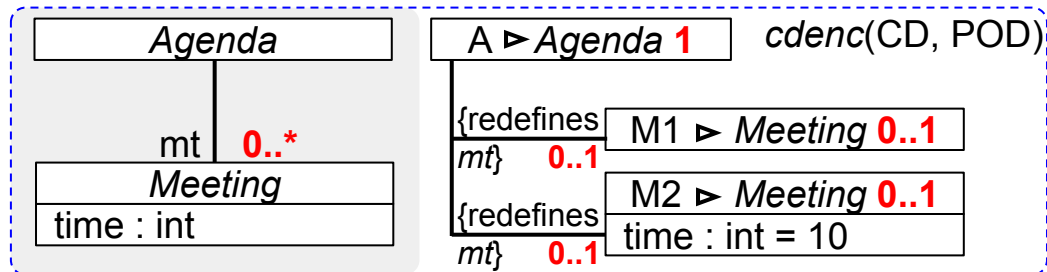 Agenda
mt 0..*
Meeting
time : int
A ▻ Agenda 1
cdenc(CD, POD)
{redefines
mt} 0..1
M1 ▻ Meeting 0..1
{redefines
mt} 0..1
M2 ▻ Meeting 0..1
time : int = 10